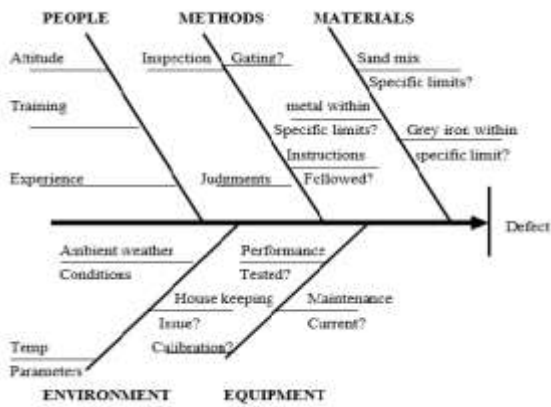 PEOPLE METHODS MATERIALS
Attitude Inspection Gating? Sand mix
Specific limits?
Training metal within
Specific limits? Grey iron within
Instructions specific limit?
Experience Judgments Followed?
Defect
Ambient weather Performance
Conditions Tested?
House keeping Maintenance
Issue? Current?
Temp Calibration?
Parameters
ENVIRONMENT EQUIPMENT